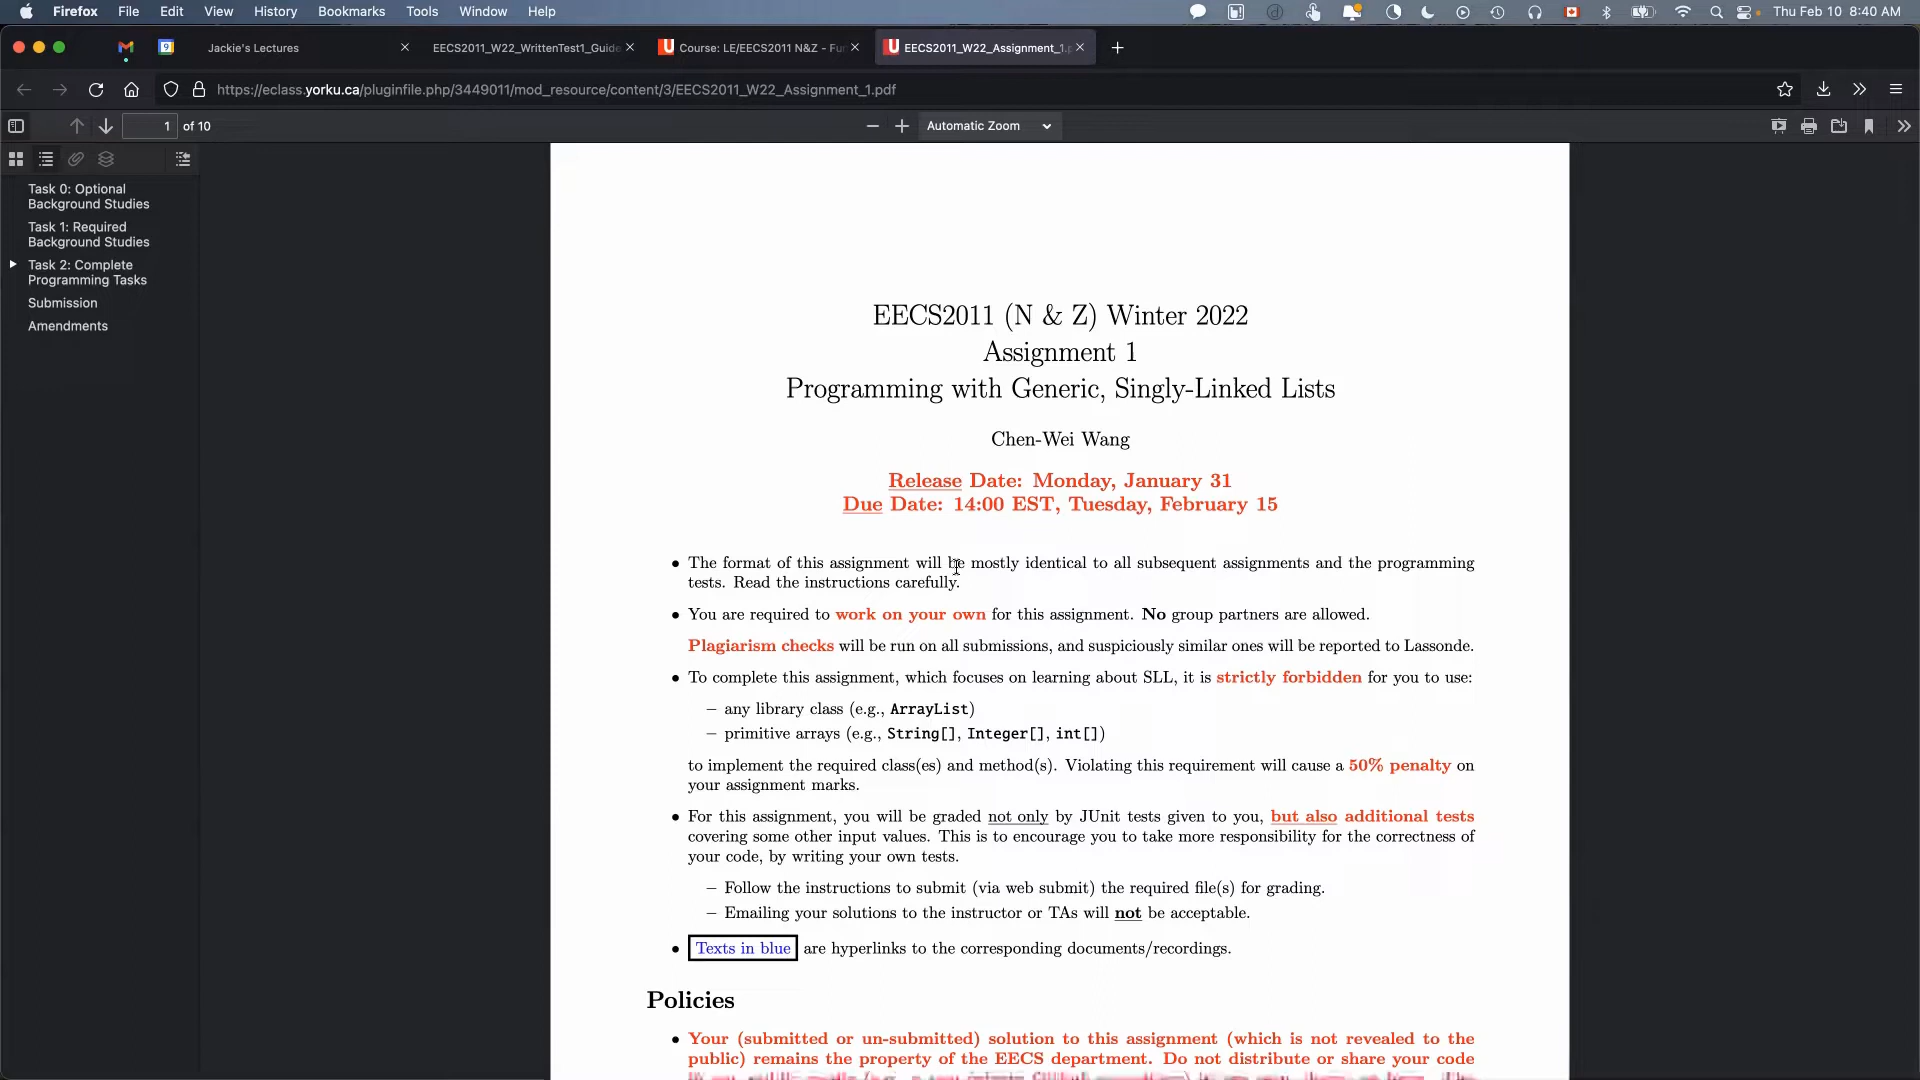 Firefox File Edit View History Bookmarks Tools Window Help Thu Feb 10 8:40 AM
Jackie's Lectures EECS2011_W22_WrittenTest1_Guide Course: LE/EECS2011 N&Z - Fu EECS2011_W22_Assignment_1.p
https://eclass.yorku.ca/pluginfile.php/3449011/mod_resource/content/3/EECS2011_W22_Assignment_1.pdf
1 of 10 Automatic Zoom
Task 0: Optional
Background Studies
Task 1: Required
Background Studies
Task 2: Complete
Programming Tasks
Submission
Amendments
EECS2011 (N & Z) Winter 2022
Assignment 1
Programming with Generic, Singly-Linked Lists
Chen-Wei Wang
Release Date: Monday, January 31
Due Date: 14:00 EST, Tuesday, February 15
• The format of this assignment will be mostly identical to all subsequent assignments and the programming
tests. Read the instructions carefully.
• You are required to work on your own for this assignment. No group partners are allowed.
Plagiarism checks will be run on all submissions, and suspiciously similar ones will be reported to Lassonde.
• To complete this assignment, which focuses on learning about SLL, it is strictly forbidden for you to use:
– any library class (e.g., ArrayList)
– primitive arrays (e.g., String[], Integer[], int[])
to implement the required class(es) and method(s). Violating this requirement will cause a 50% penalty on
your assignment marks.
• For this assignment, you will be graded not only by JUnit tests given to you, but also additional tests
covering some other input values. This is to encourage you to take more responsibility for the correctness of
your code, by writing your own tests.
– Follow the instructions to submit (via web submit) the required file(s) for grading.
– Emailing your solutions to the instructor or TAs will not be acceptable.
• Texts in blue are hyperlinks to the corresponding documents/recordings.
Policies
• Your (submitted or un-submitted) solution to this assignment (which is not revealed to the
public) remains the property of the EECS department. Do not distribute or share your code